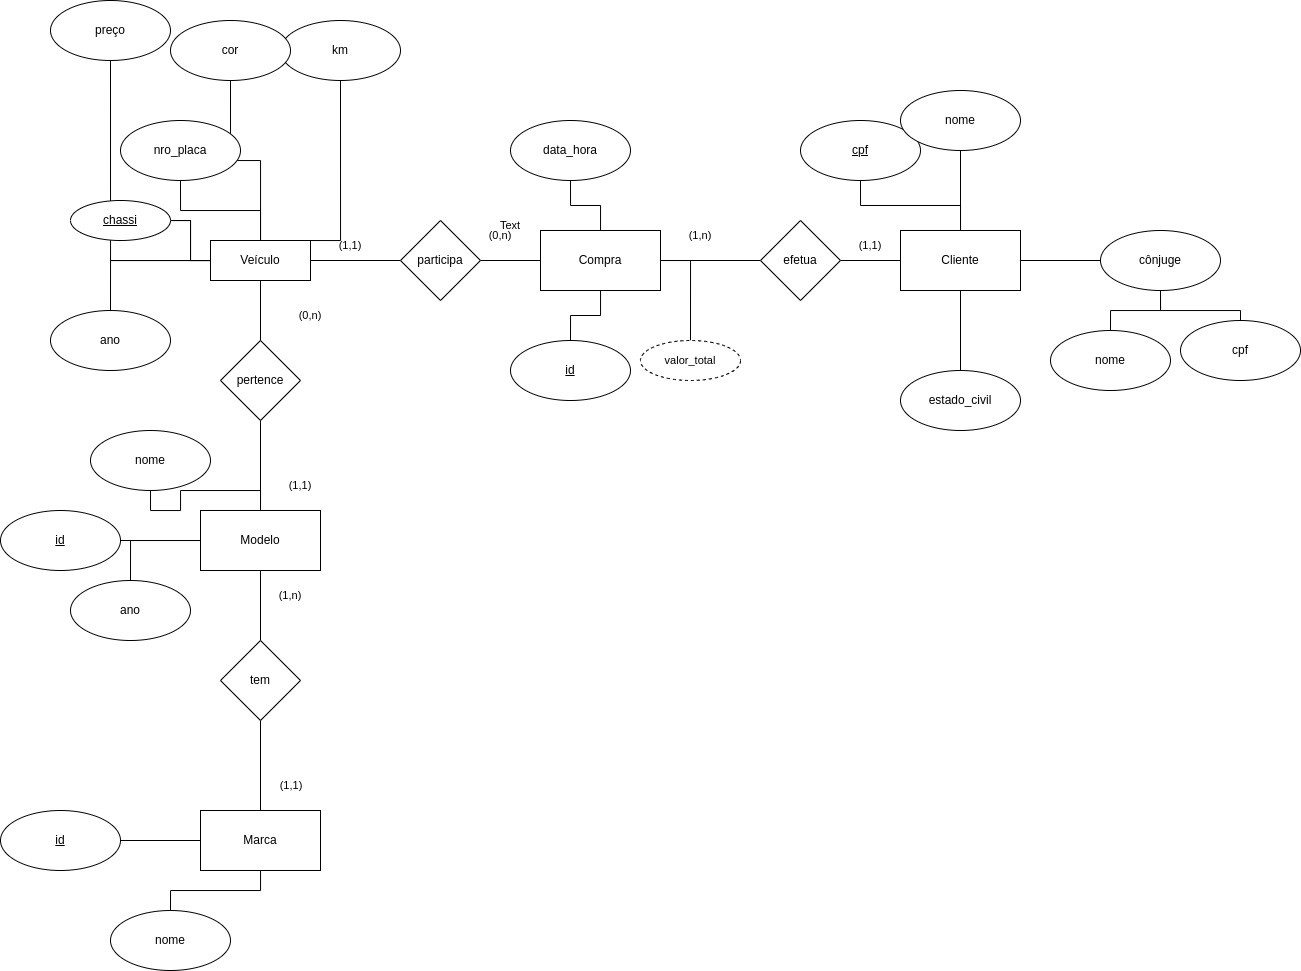 preço
cor
km
nro_placa
data_hora
cpf
nome
chassi
Text
(1,1)
(0,n)
(1,n)
(1,1)
Veículo
participa
Compra
efetua
Cliente
cônjuge
(0,n)
ano
id
valor_total
nome
cpf
pertence
estado_civil
nome
(1,1)
id
Modelo
(1,n)
ano
tem
(1,1)
id
Marca
nome